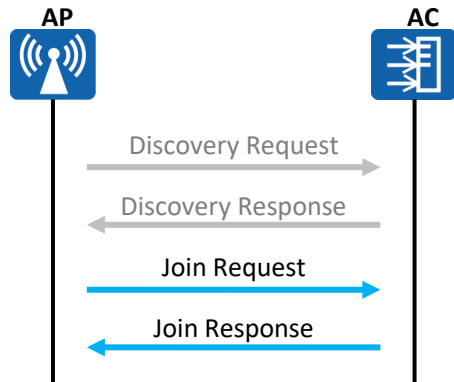 AP
AC
Discovery Request
Discovery Response
Join Request
Join Response